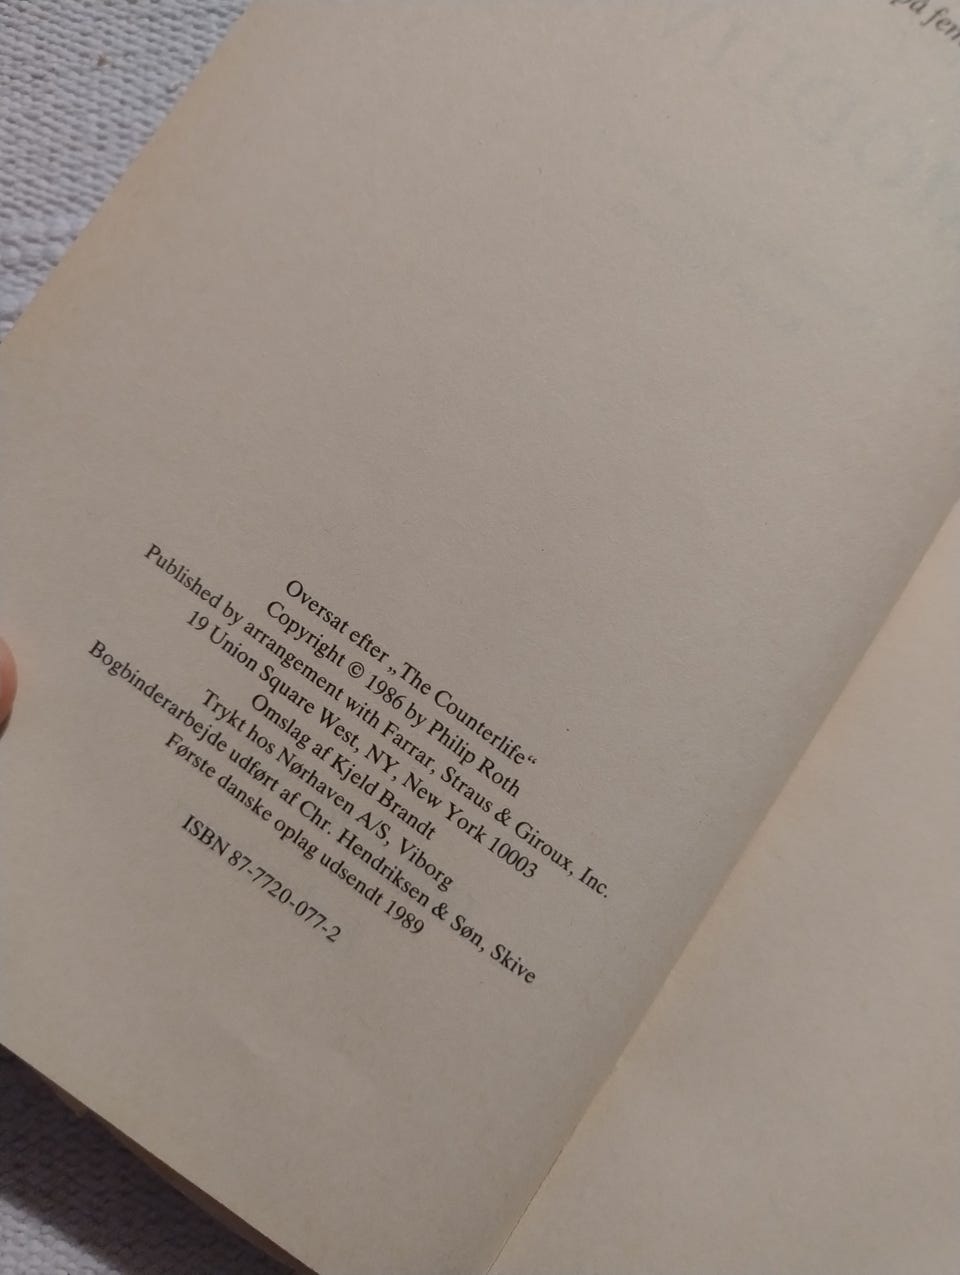 Oversat efter „The Counterlife“
Copyright © 1986 by Philip Roth
Published by arrangement with Farrar, Straus & Giroux, Inc.
19 Union Square West, NY, New York 10003
Omslag af Kjeld Brandt
Trykt hos Nørhaven A/S, Viborg
Bogbinderarbejde udført af Chr. Hendriksen & Søn, Skive
Første danske oplag udsendt 1989
ISBN 87-7720-077-2